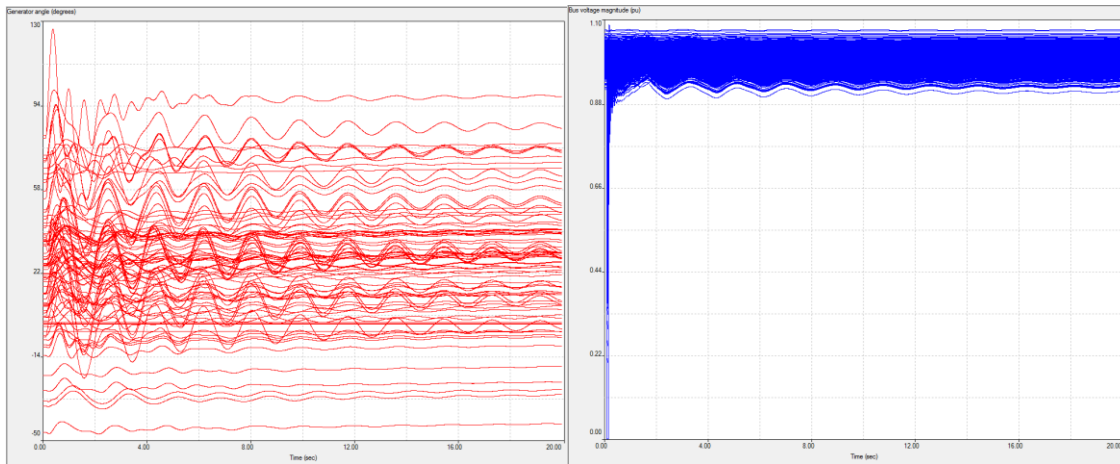 Generator angle (degrees)
130
94
58
22
-14
-50
0.00 4.00 8.00 12.00 16.00 20.00
Time (sec)
Bus voltage magnitude (pu)
1.10
0.88
0.66
0.44
0.22
0.00
0.00 4.00 8.00 12.00 16.00 20.00
Time (sec)